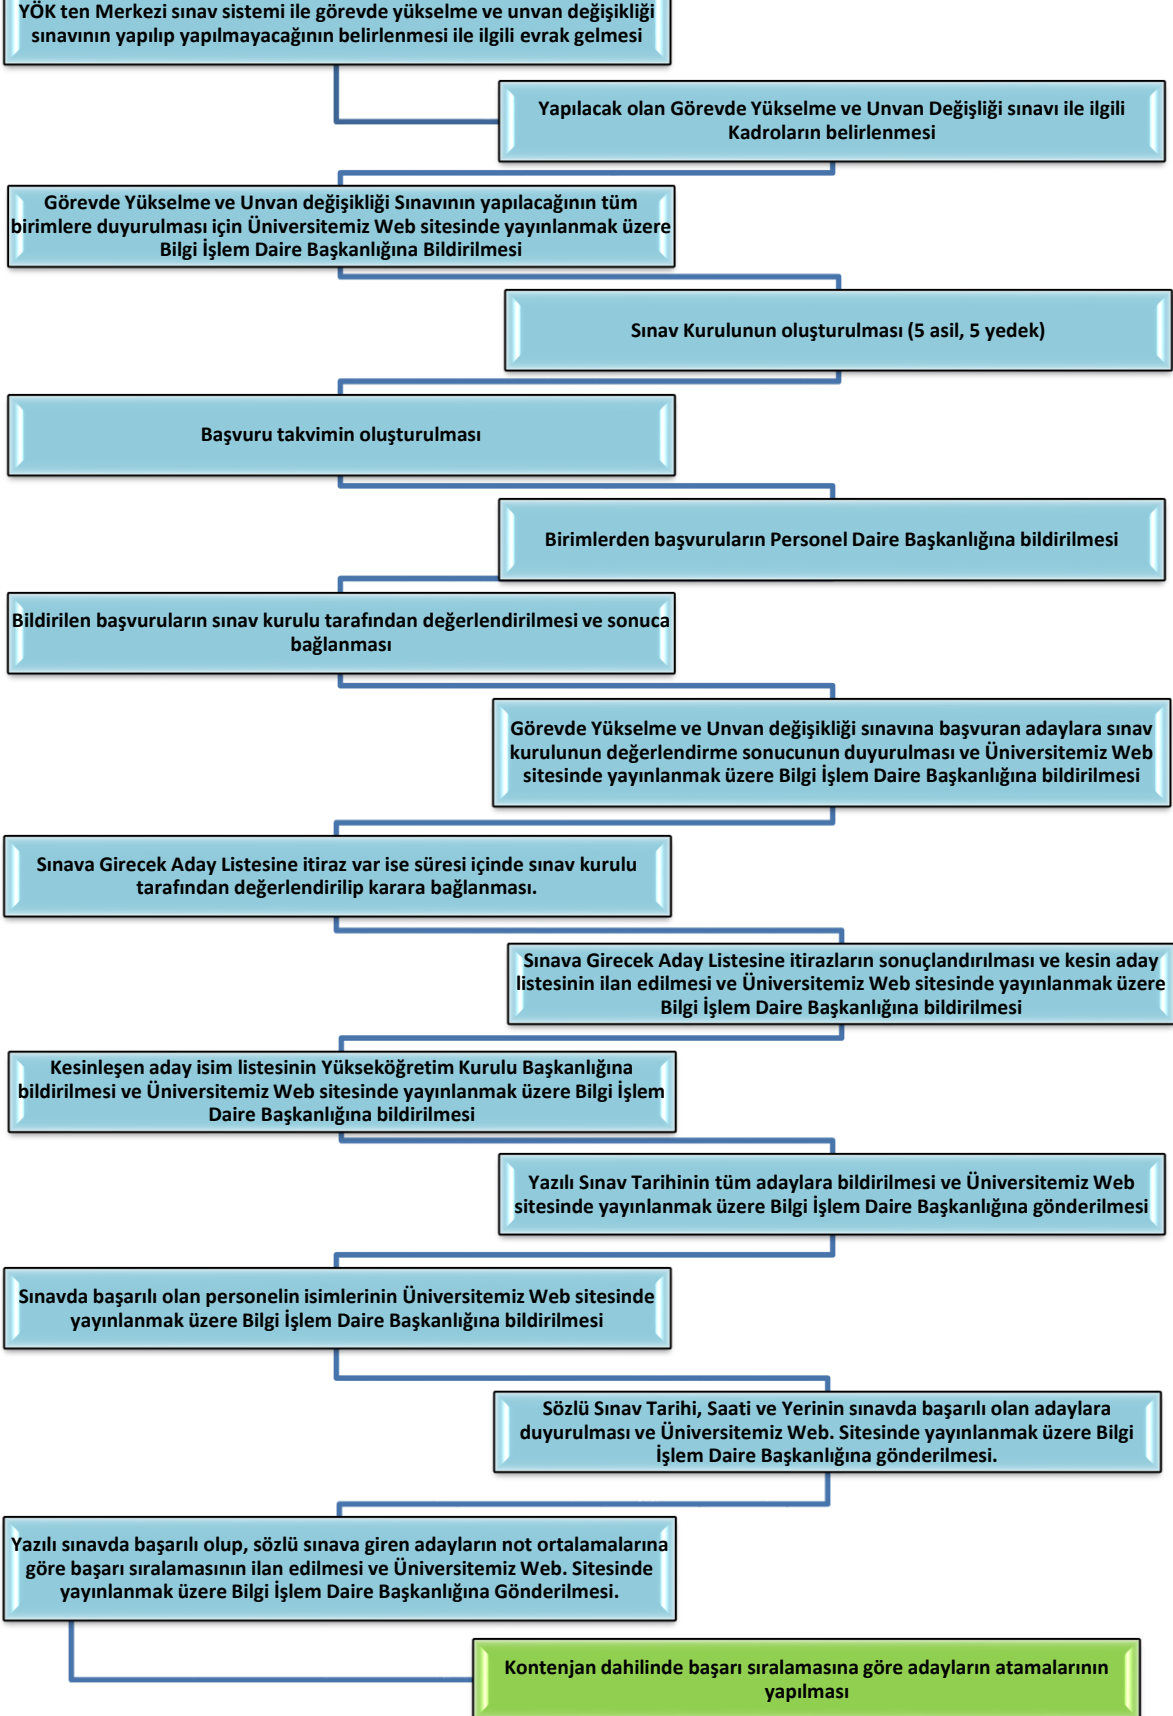 YÖK ten Merkezi sınav sistemi ile görevde yükselme ve unvan değişikliği
sınavının yapılıp yapılmayacağının belirlenmesi ile ilgili evrak gelmesi
Yapılacak olan Görevde Yükselme ve Unvan Değişliği sınavı ile ilgili
Kadroların belirlenmesi
Görevde Yükselme ve Unvan değişikliği Sınavının yapılacağının tüm
birimlere duyurulması için Üniversitemiz Web sitesinde yayınlanmak üzere
Bilgi İşlem Daire Başkanlığına Bildirilmesi
Sınav Kurulunun oluşturulması (5 asil, 5 yedek)
Başvuru takvimin oluşturulması
Birimlerden başvuruların Personel Daire Başkanlığına bildirilmesi
Bildirilen başvuruların sınav kurulu tarafından değerlendirilmesi ve sonuca
bağlanması
Görevde Yükselme ve Unvan değişikliği sınavına başvuran adaylara sınav
kurulunun değerlendirme sonucunun duyurulması ve Üniversitemiz Web
sitesinde yayınlanmak üzere Bilgi İşlem Daire Başkanlığına bildirilmesi
Sınava Girecek Aday Listesine itiraz var ise süresi içinde sınav kurulu
tarafından değerlendirilip karara bağlanması.
Sınava Girecek Aday Listesine itirazların sonuçlandırılması ve kesin aday
listesinin ilan edilmesi ve Üniversitemiz Web sitesinde yayınlanmak üzere
Bilgi İşlem Daire Başkanlığına bildirilmesi
Kesinleşen aday isim listesinin Yükseköğretim Kurulu Başkanlığına
bildirilmesi ve Üniversitemiz Web sitesinde yayınlanmak üzere Bilgi İşlem
Daire Başkanlığına bildirilmesi
Yazılı Sınav Tarihinin tüm adaylara bildirilmesi ve Üniversitemiz Web
sitesinde yayınlanmak üzere Bilgi İşlem Daire Başkanlığına gönderilmesi
Sınavda başarılı olan personelin isimlerinin Üniversitemiz Web sitesinde
yayınlanmak üzere Bilgi İşlem Daire Başkanlığına bildirilmesi
Sözlü Sınav Tarihi, Saati ve Yerinin sınavda başarılı olan adaylara
duyurulması ve Üniversitemiz Web. Sitesinde yayınlanmak üzere Bilgi
İşlem Daire Başkanlığına gönderilmesi.
Yazılı sınavda başarılı olup, sözlü sınava giren adayların not ortalamalarına
göre başarı sıralamasının ilan edilmesi ve Üniversitemiz Web. Sitesinde
yayınlanmak üzere Bilgi İşlem Daire Başkanlığına Gönderilmesi.
Kontenjan dahilinde başarı sıralamasına göre adayların atamalarının
yapılması